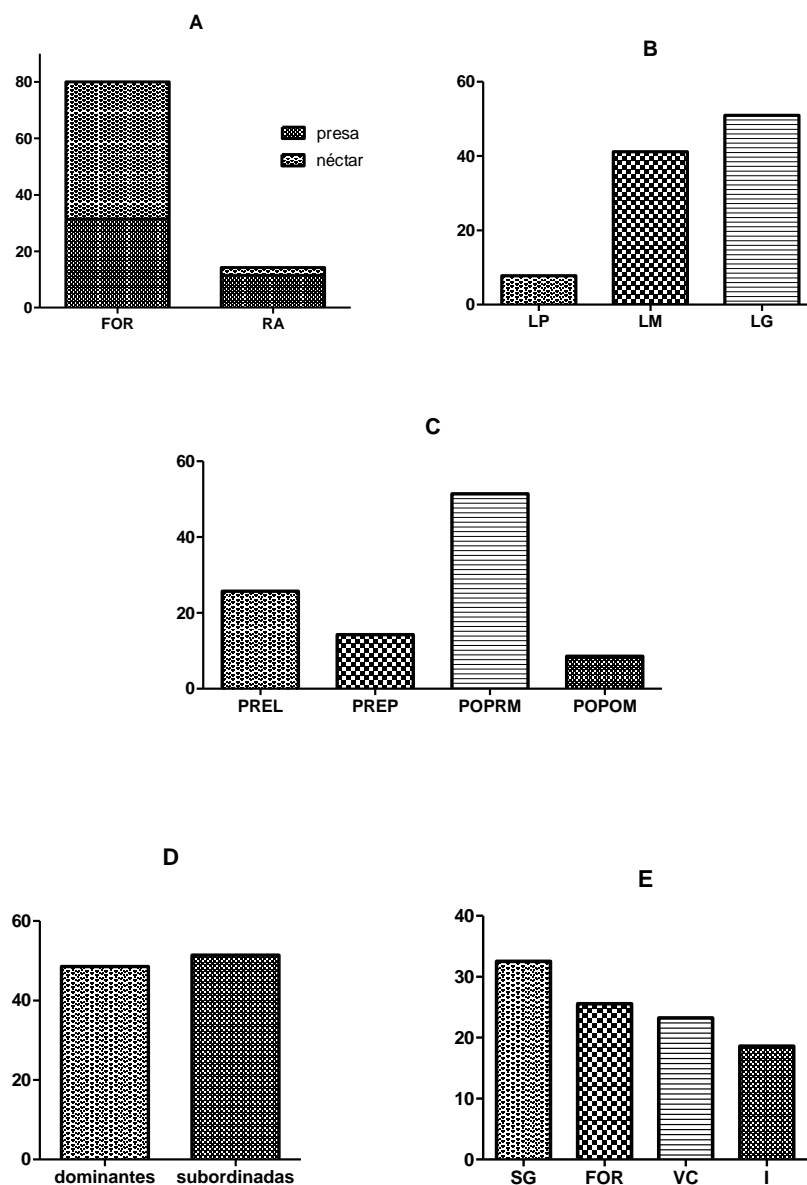 A
80
60
40
20
0
FOR RA
presa
néctar
B
60
40
20
0
LP LM LG
C
60
40
20
0
PREL PREP POPRM POPOM
D
60
40
20
0
dominantes subordinadas
E
40
30
20
10
0
SG FOR VC I